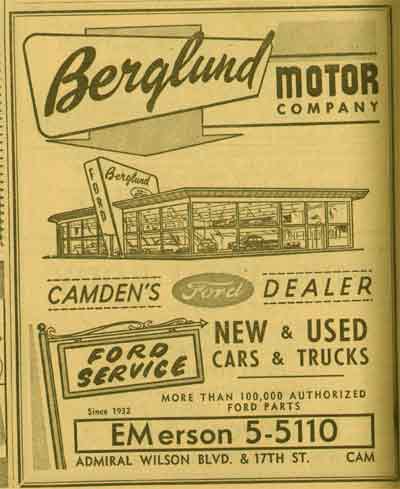 Berglund
MOTOR
COMPANY
FORD
Berglund
CAMDEN'S Ford DEALER
FORD
SERVICE
NEW & USED
CARS & TRUCKS
MORE THAN 100,000 AUTHORIZED
FORD PARTS
Since 1932
EMerson 5-5110
ADMIRAL WILSON BLVD. & 17TH ST. CAM